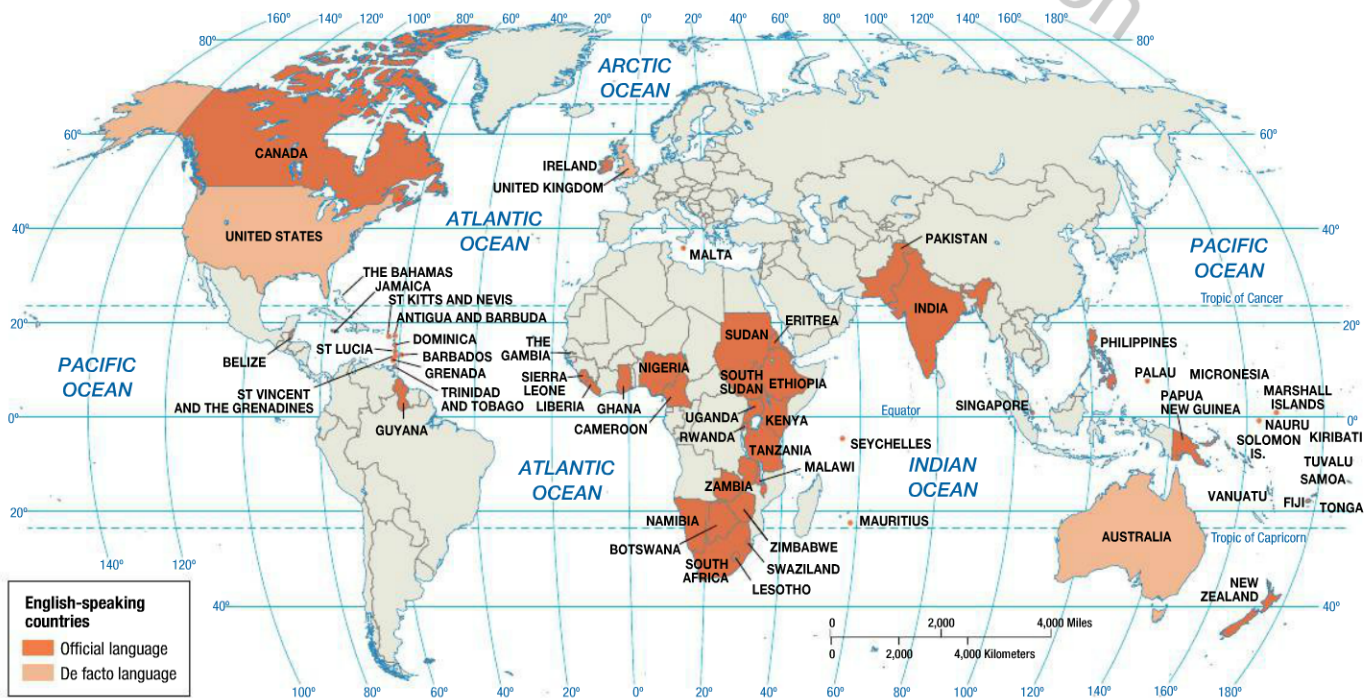 on
160° 140° 120° 100° 80° 60° 40° 20° 0° 20° 40° 60° 80° 100° 120° 140° 160° 180°
80° 80°
ARCTIC
OCEAN
60° 60°
CANADA
IRELAND
UNITED KINGDOM
ATLANTIC
OCEAN
40° 40°
UNITED STATES
MALTA
PAKISTAN
PACIFIC
OCEAN
THE BAHAMAS
JAMAICA
ST KITTS AND NEVIS
ANTIGUA AND BARBUDA
Tropic of Cancer
INDIA
20° 20°
SUDAN
ERITREA
DOMINICA
ST LUCIA
BARBADOS
GRENADA
BELIZE
THE
GAMBIA
PACIFIC
OCEAN
NIGERIA
SOUTH
SUDAN
ETHIOPIA
PHILIPPINES
PALAU
MICRONESIA
MARSHALL
ISLANDS
ST VINCENT
AND THE GRENADINES
TRINIDAD
AND TOBAGO
SIERRA
LEONE
LIBERIA
GHANA
CAMEROON
UGANDA
KENYA
RWANDA
Equator
SINGAPORE
PAPUA
NEW GUINEA
NAURU
0° 0°
GUYANA
SOLOMON
IS.
KIRIBATI
TANZANIA
SEYCHELLES
ATLANTIC
OCEAN
MALAWI
INDIAN
OCEAN
TUVALU
SAMOA
ZAMBIA
VANUATU
FIJI
TONGA
20° 20°
NAMIBIA
MAURITIUS
BOTSWANA
ZIMBABWE
AUSTRALIA
Tropic of Capricorn
SOUTH
AFRICA
SWAZILAND
LESOTHO
140° 120° 160° 180°
NEW
ZEALAND
English-speaking
countries
Official language
De facto language
40° 40°
0 2,000 4,000 Miles
0 2,000 4,000 Kilometers
100° 80° 60° 40° 20° 0° 20° 40° 60° 80° 100° 120° 140° 160° 180°